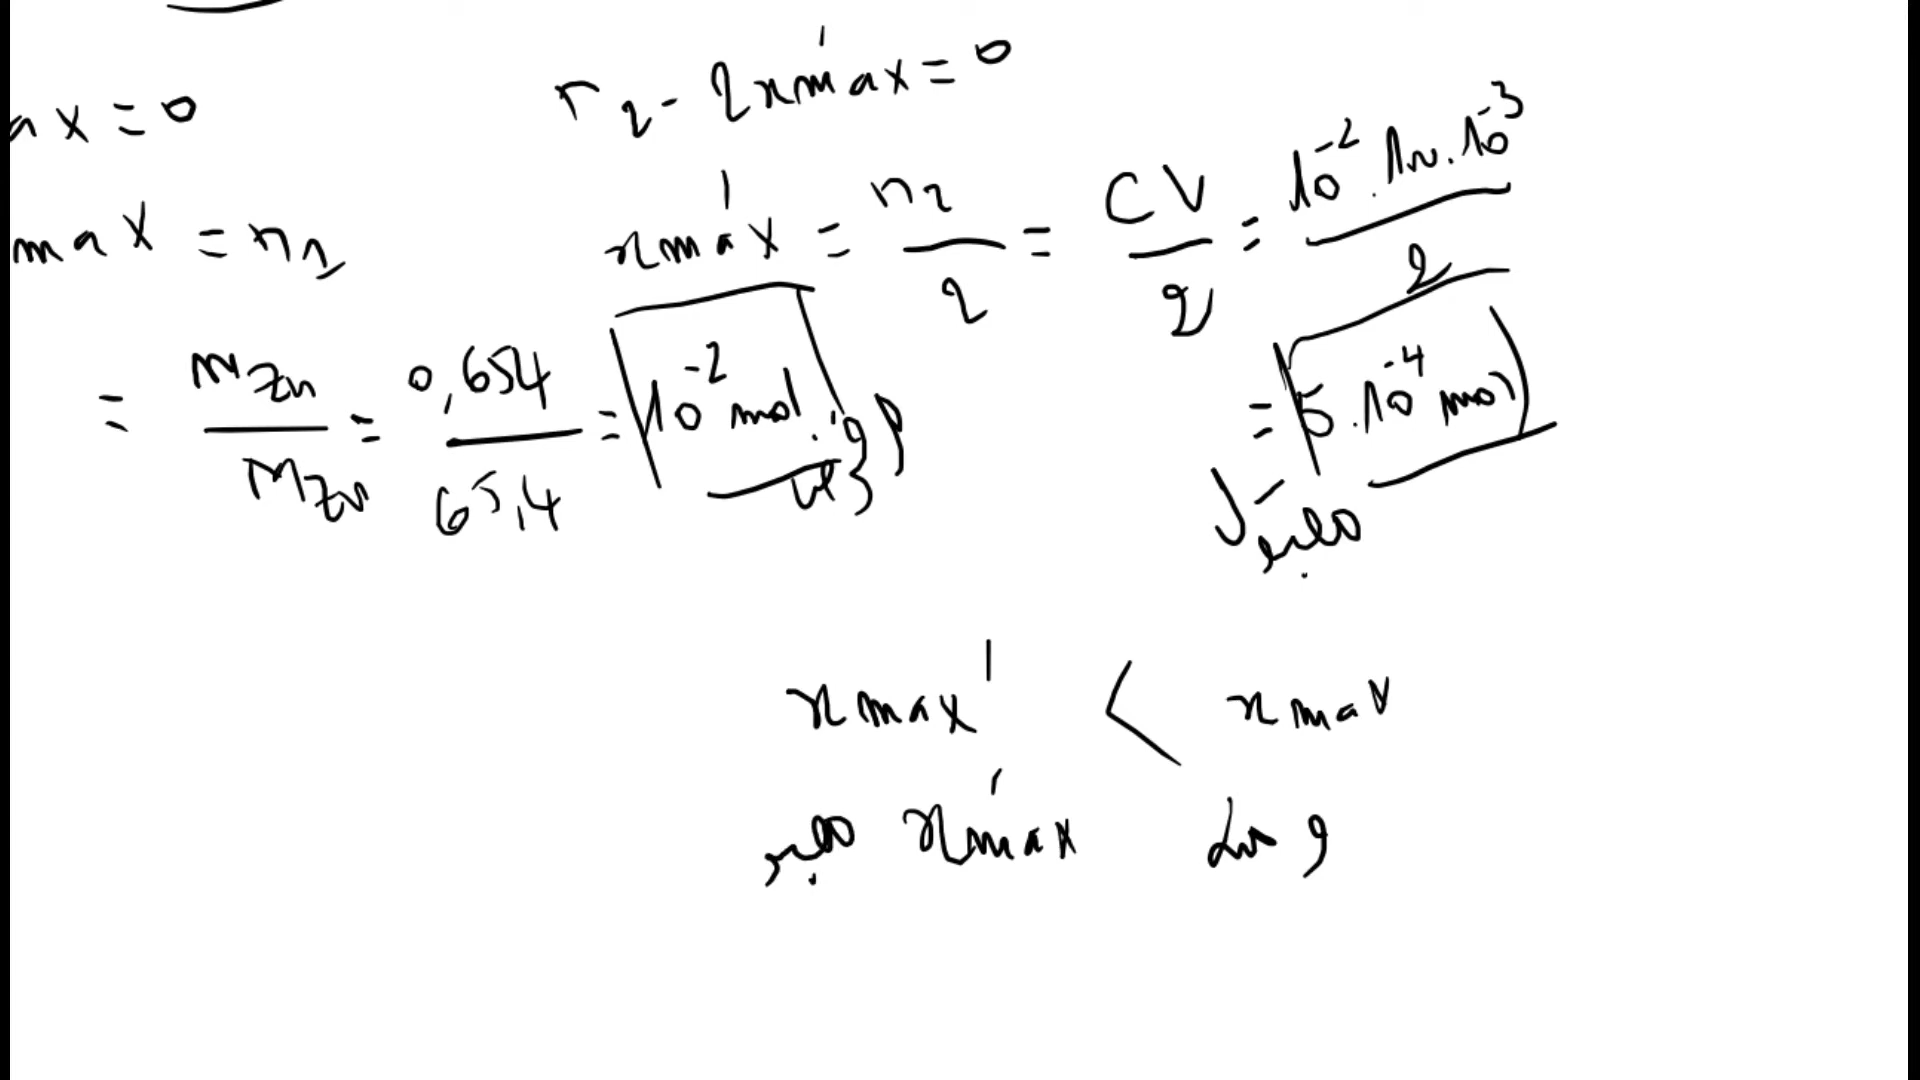 ax = 0
n2 - 2xmax' = 0
max = n1
xmax' = n2/2 = CV/2 = 10^-2 . 100 . 10^-3 / 2
= mZn/MZn = 0,654/65,4 = 10^-2 mol
= 5 . 10^-4 mol
xmax' < xmax
xmax'